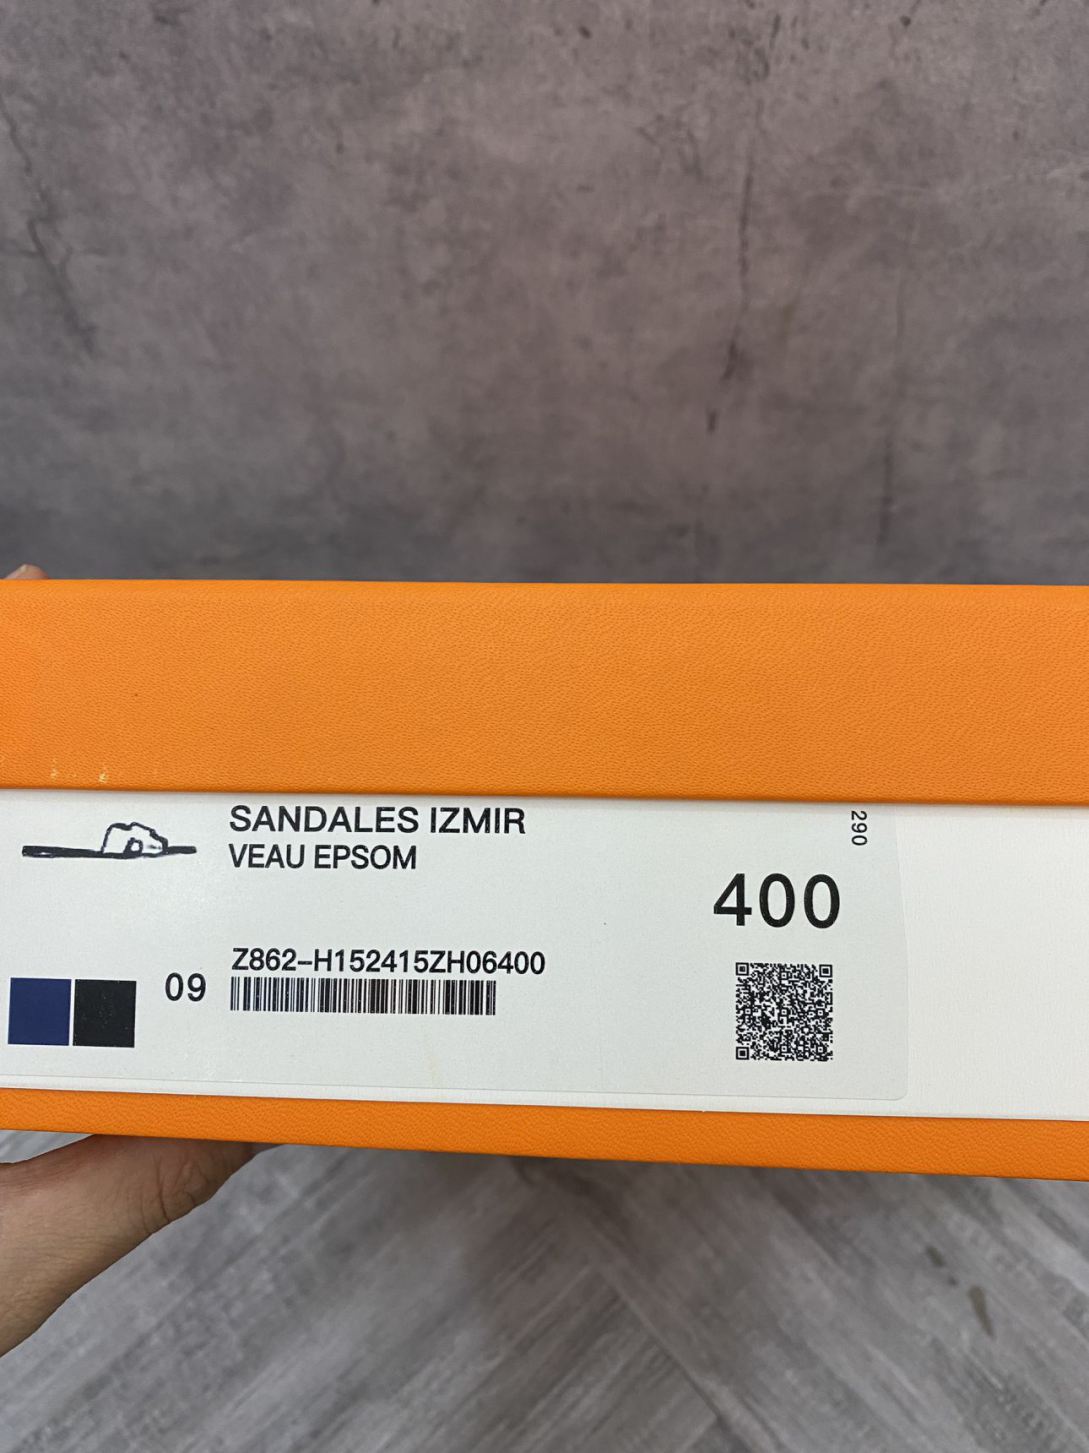 SANDALES IZMIR
VEAU EPSOM
290
400
Z862-H152415ZH06400
09